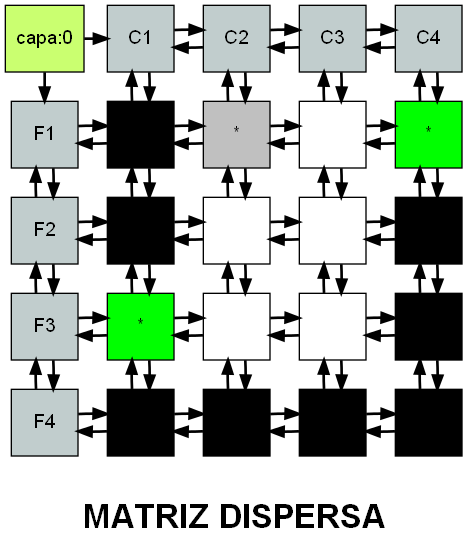 capa:0 C1 C2 C3 C4
F1 * *
F2
F3 *
F4
MATRIZ DISPERSA